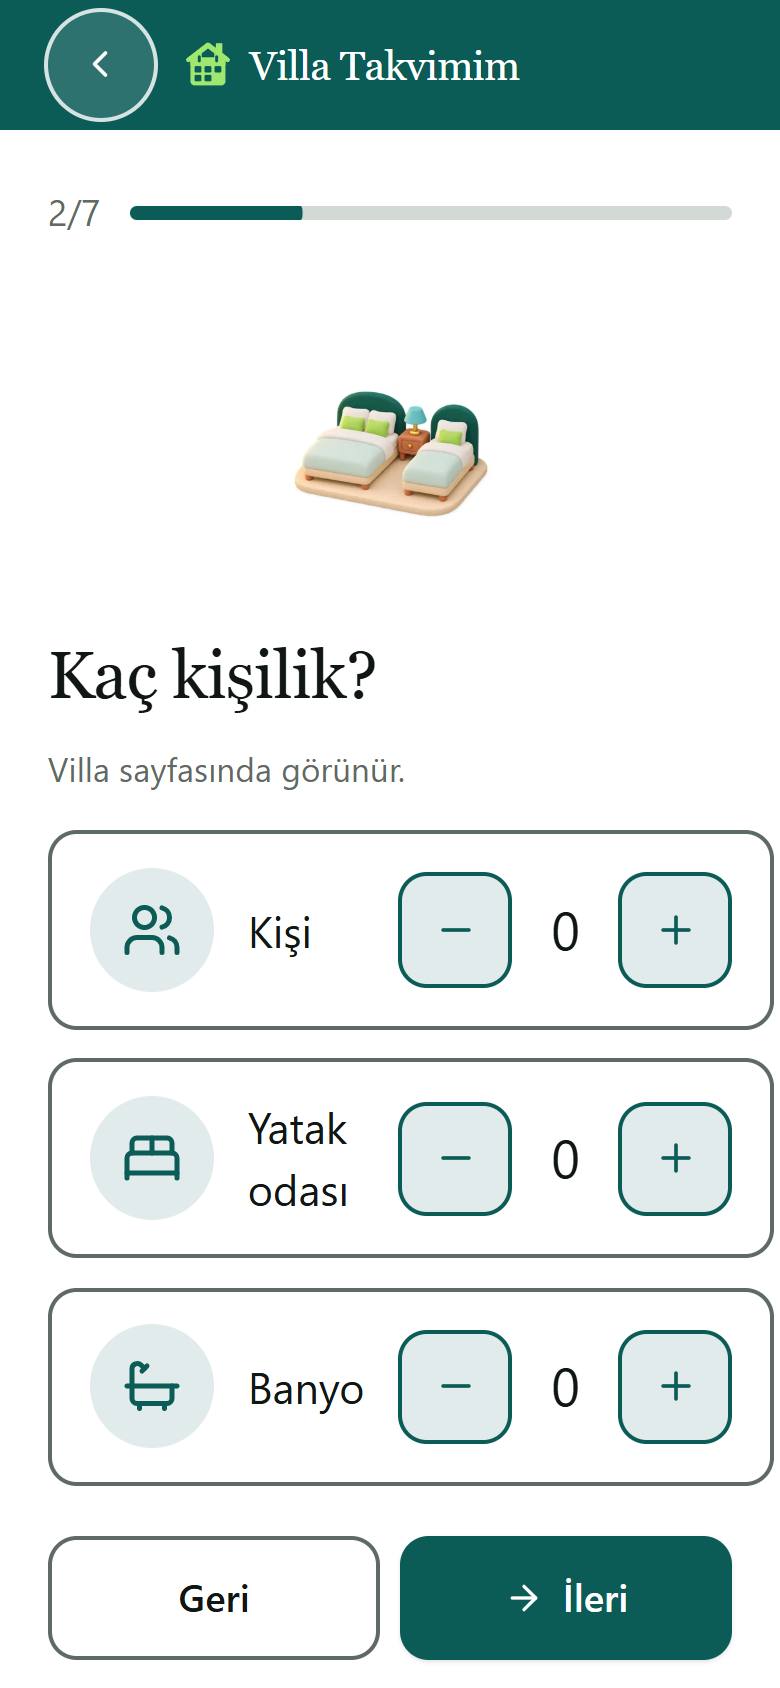 Villa Takvimim
2/7
Kaç kişilik?
Villa sayfasında görünür.
Kişi − 0 +
Yatak
odası − 0 +
Banyo − 0 +
Geri → İleri